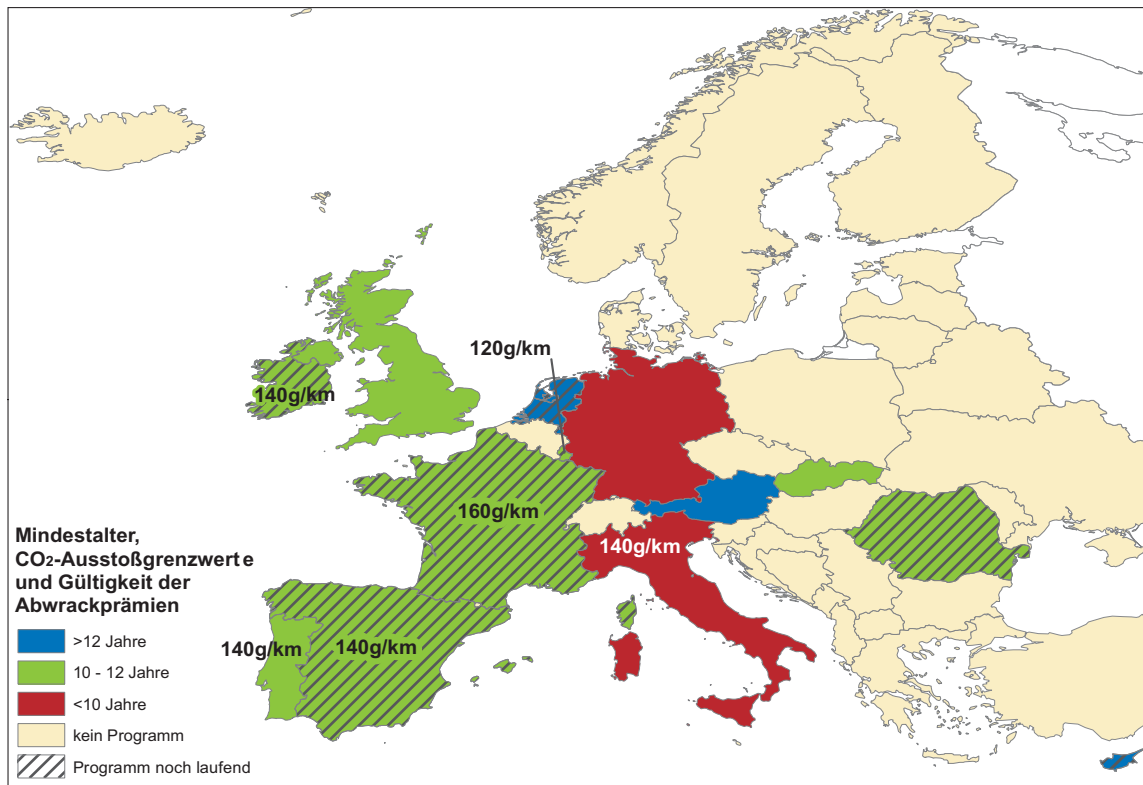 120g/km
140g/km
160g/km
140g/km
140g/km
140g/km
Mindestalter,
CO2-Ausstoßgrenzwerte
und Gültigkeit der
Abwrackprämien
>12 Jahre
10 - 12 Jahre
<10 Jahre
kein Programm
Programm noch laufend